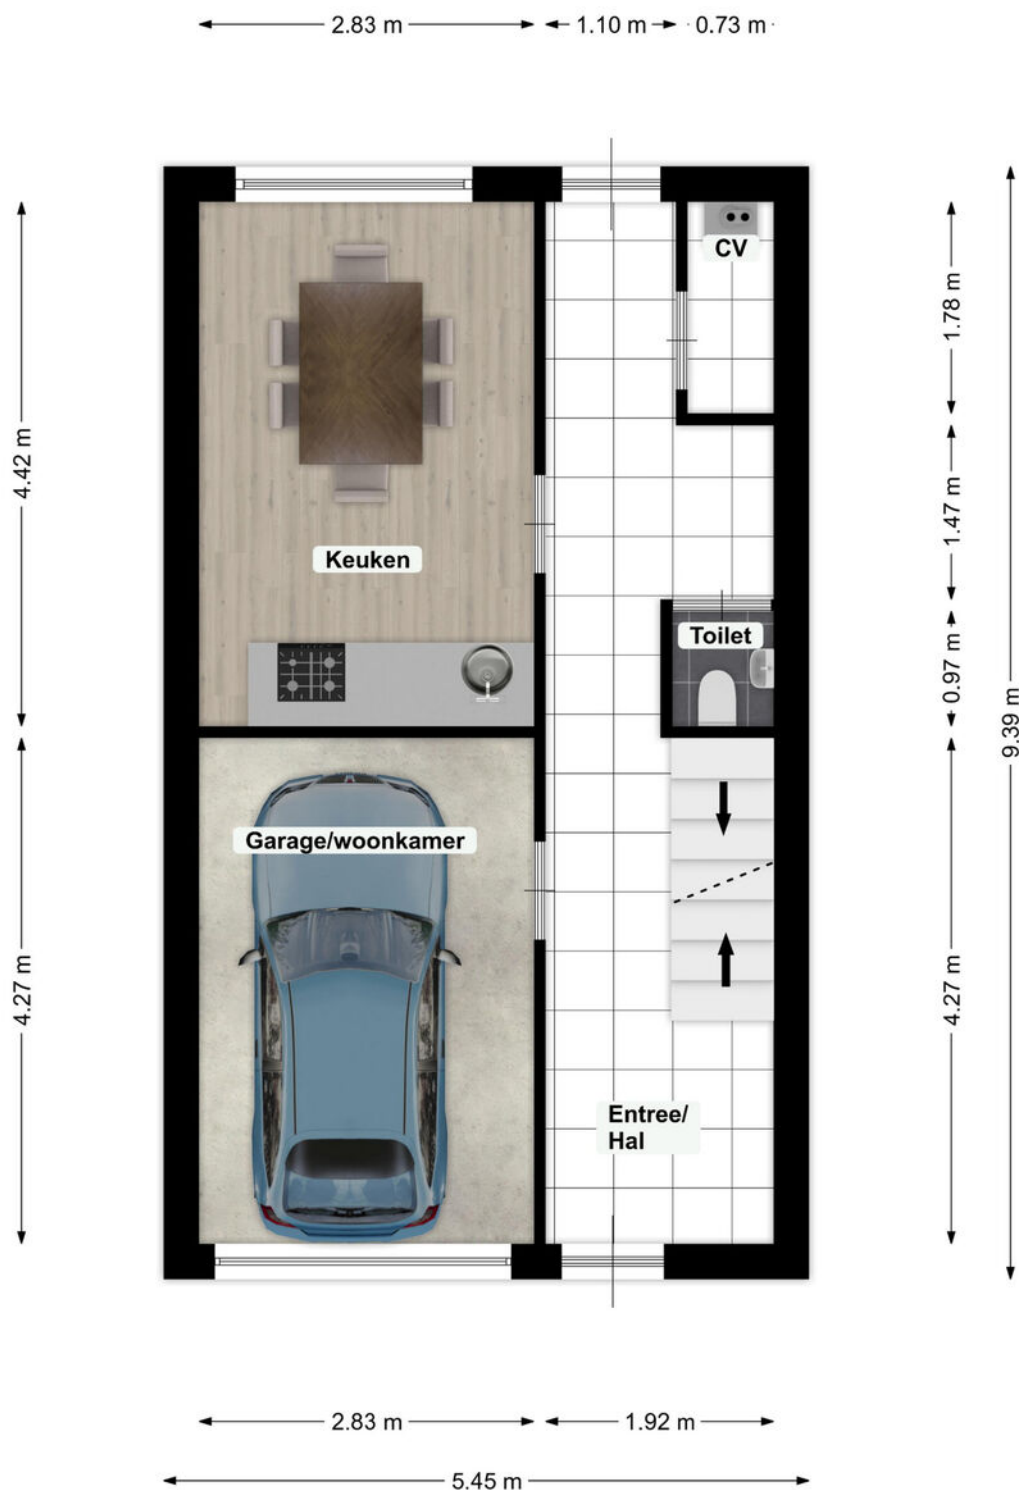 2.83 m
1.10 m
0.73 m
CV
1.78 m
4.42 m
1.47 m
Keuken
Toilet
0.97 m
9.39 m
Garage/woonkamer
4.27 m
4.27 m
Entree/
Hal
2.83 m
1.92 m
5.45 m